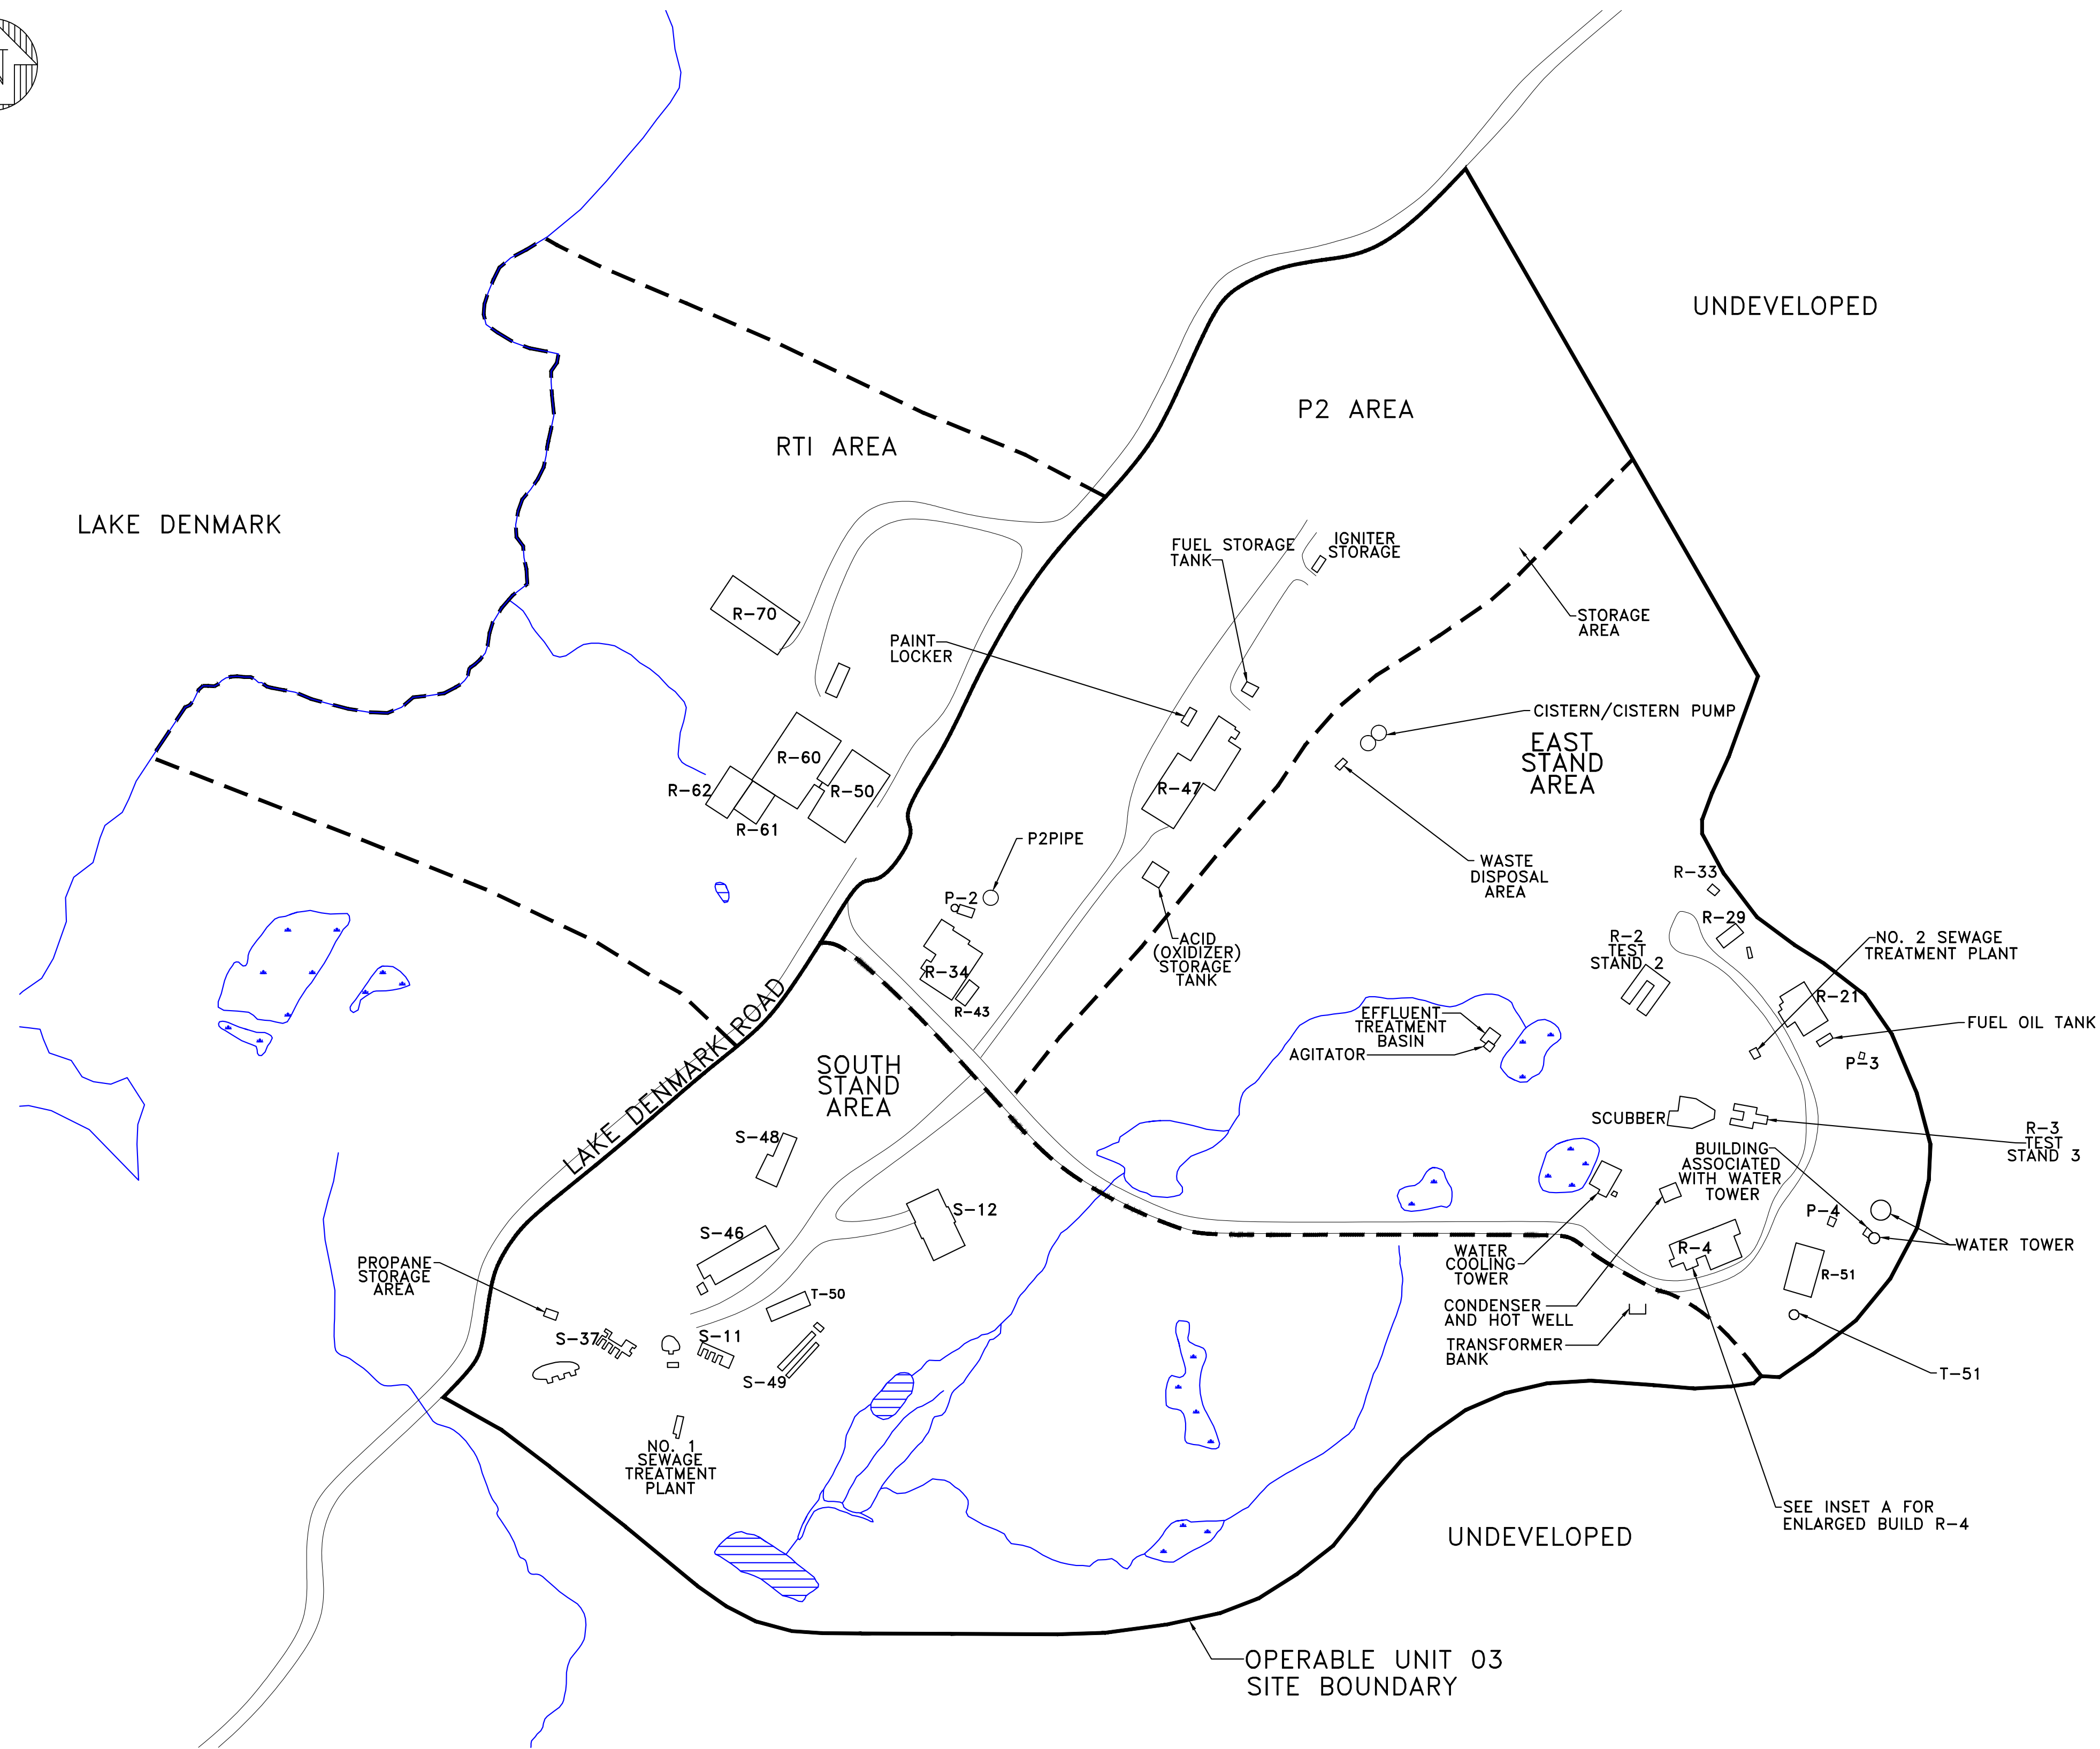 N
UNDEVELOPED
P2 AREA
RTI AREA
LAKE DENMARK
FUEL STORAGE
TANK
IGNITER
STORAGE
R-70
STORAGE
AREA
PAINT
LOCKER
CISTERN/CISTERN PUMP
EAST
STAND
AREA
R-60
R-62
R-50
R-47
R-61
P2PIPE
WASTE
DISPOSAL
AREA
R-33
P-2
R-29
R-2
TEST
STAND 2
NO. 2 SEWAGE
TREATMENT PLANT
ACID
(OXIDIZER)
STORAGE
TANK
R-34
R-43
R-21
LAKE DENMARK ROAD
EFFLUENT
TREATMENT
BASIN
AGITATOR
FUEL OIL TANK
P-3
SOUTH
STAND
AREA
SCUBBER
R-3
TEST
STAND 3
S-48
BUILDING
ASSOCIATED
WITH WATER
TOWER
S-12
P-4
S-46
R-4
WATER TOWER
WATER
COOLING
TOWER
PROPANE
STORAGE
AREA
R-51
T-50
CONDENSER
AND HOT WELL
S-37
S-11
TRANSFORMER
BANK
S-49
T-51
NO. 1
SEWAGE
TREATMENT
PLANT
SEE INSET A FOR
ENLARGED BUILD R-4
UNDEVELOPED
OPERABLE UNIT 03
SITE BOUNDARY